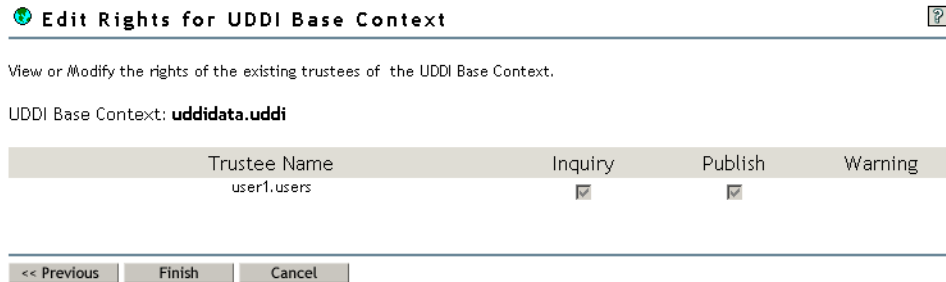 Edit Rights for UDDI Base Context
?
View or Modify the rights of the existing trustees of the UDDI Base Context.
UDDI Base Context: uddidata.uddi
Trustee Name Inquiry Publish Warning
user1.users
<< Previous Finish Cancel